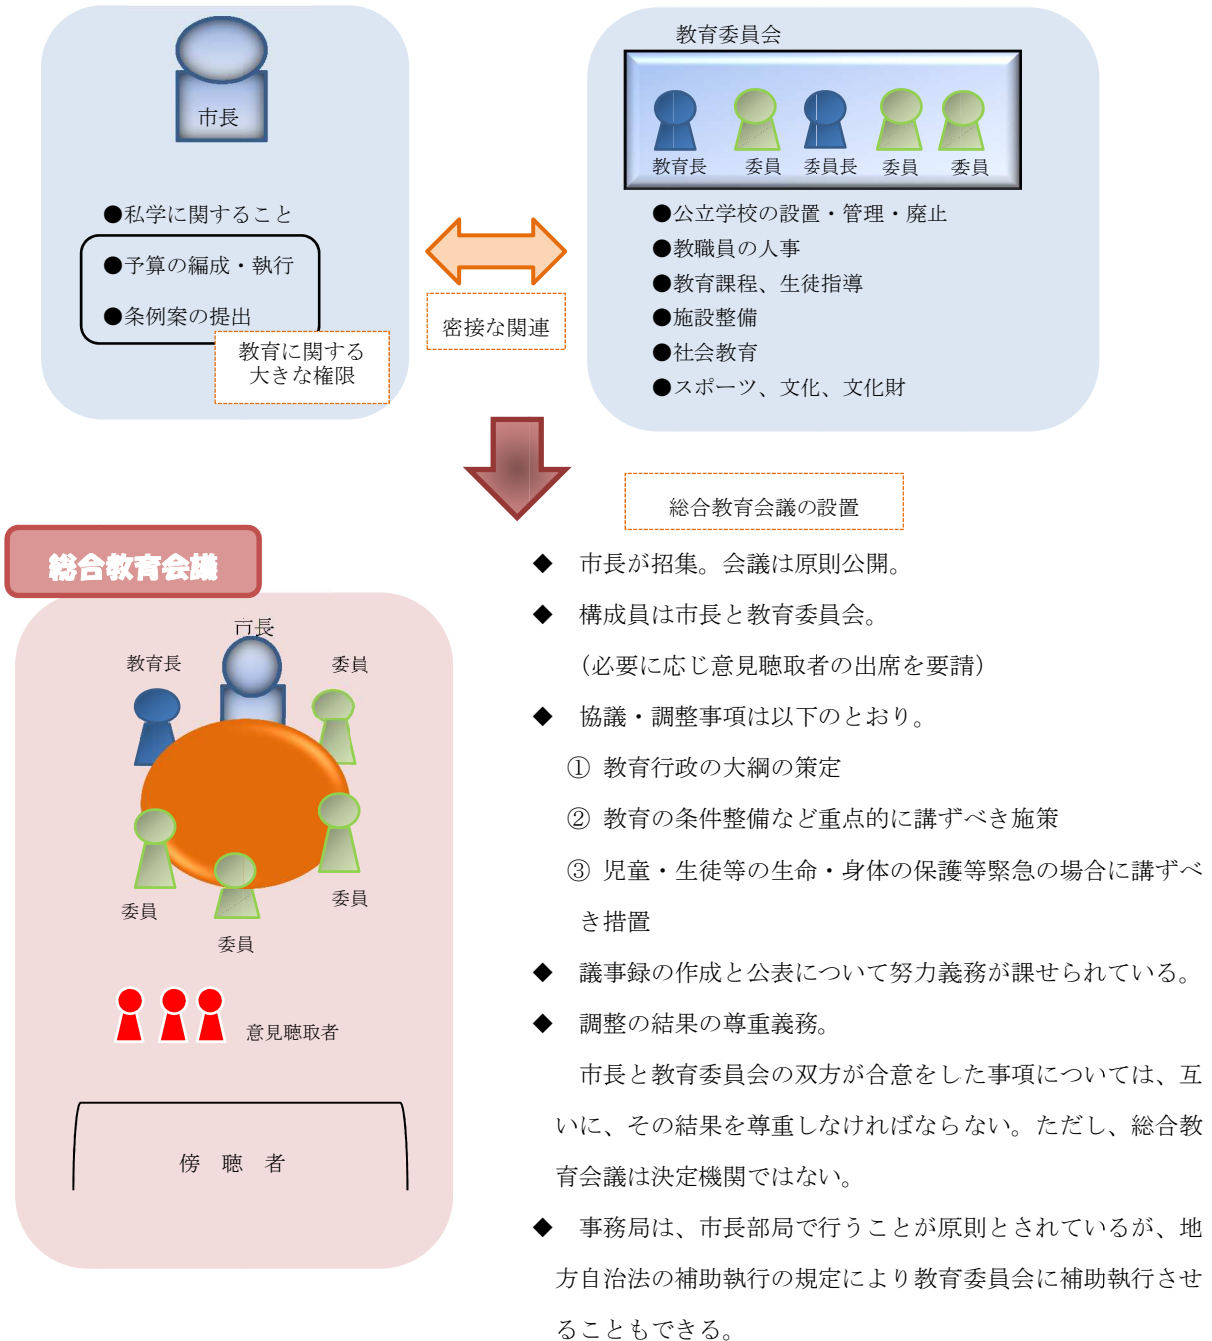 市長
●私学に関すること
●予算の編成・執行
●条例案の提出
教育に関する
大きな権限
密接な関連
教育委員会
教育長 委員 委員長 委員 委員
●公立学校の設置・管理・廃止
●教職員の人事
●教育課程、生徒指導
●施設整備
●社会教育
●スポーツ、文化、文化財
総合教育会議の設置
総合教育会議
市長
教育長
委員
委員
委員
委員
意見聴取者
傍 聴 者
◆ 市長が招集。会議は原則公開。
◆ 構成員は市長と教育委員会。
（必要に応じ意見聴取者の出席を要請）
◆ 協議・調整事項は以下のとおり。
① 教育行政の大綱の策定
② 教育の条件整備など重点的に講ずべき施策
③ 児童・生徒等の生命・身体の保護等緊急の場合に講ずべ
き措置
◆ 議事録の作成と公表について努力義務が課せられている。
◆ 調整の結果の尊重義務。
市長と教育委員会の双方が合意をした事項については、互
いに、その結果を尊重しなければならない。ただし、総合教
育会議は決定機関ではない。
◆ 事務局は、市長部局で行うことが原則とされているが、地
方自治法の補助執行の規定により教育委員会に補助執行させ
ることもできる。